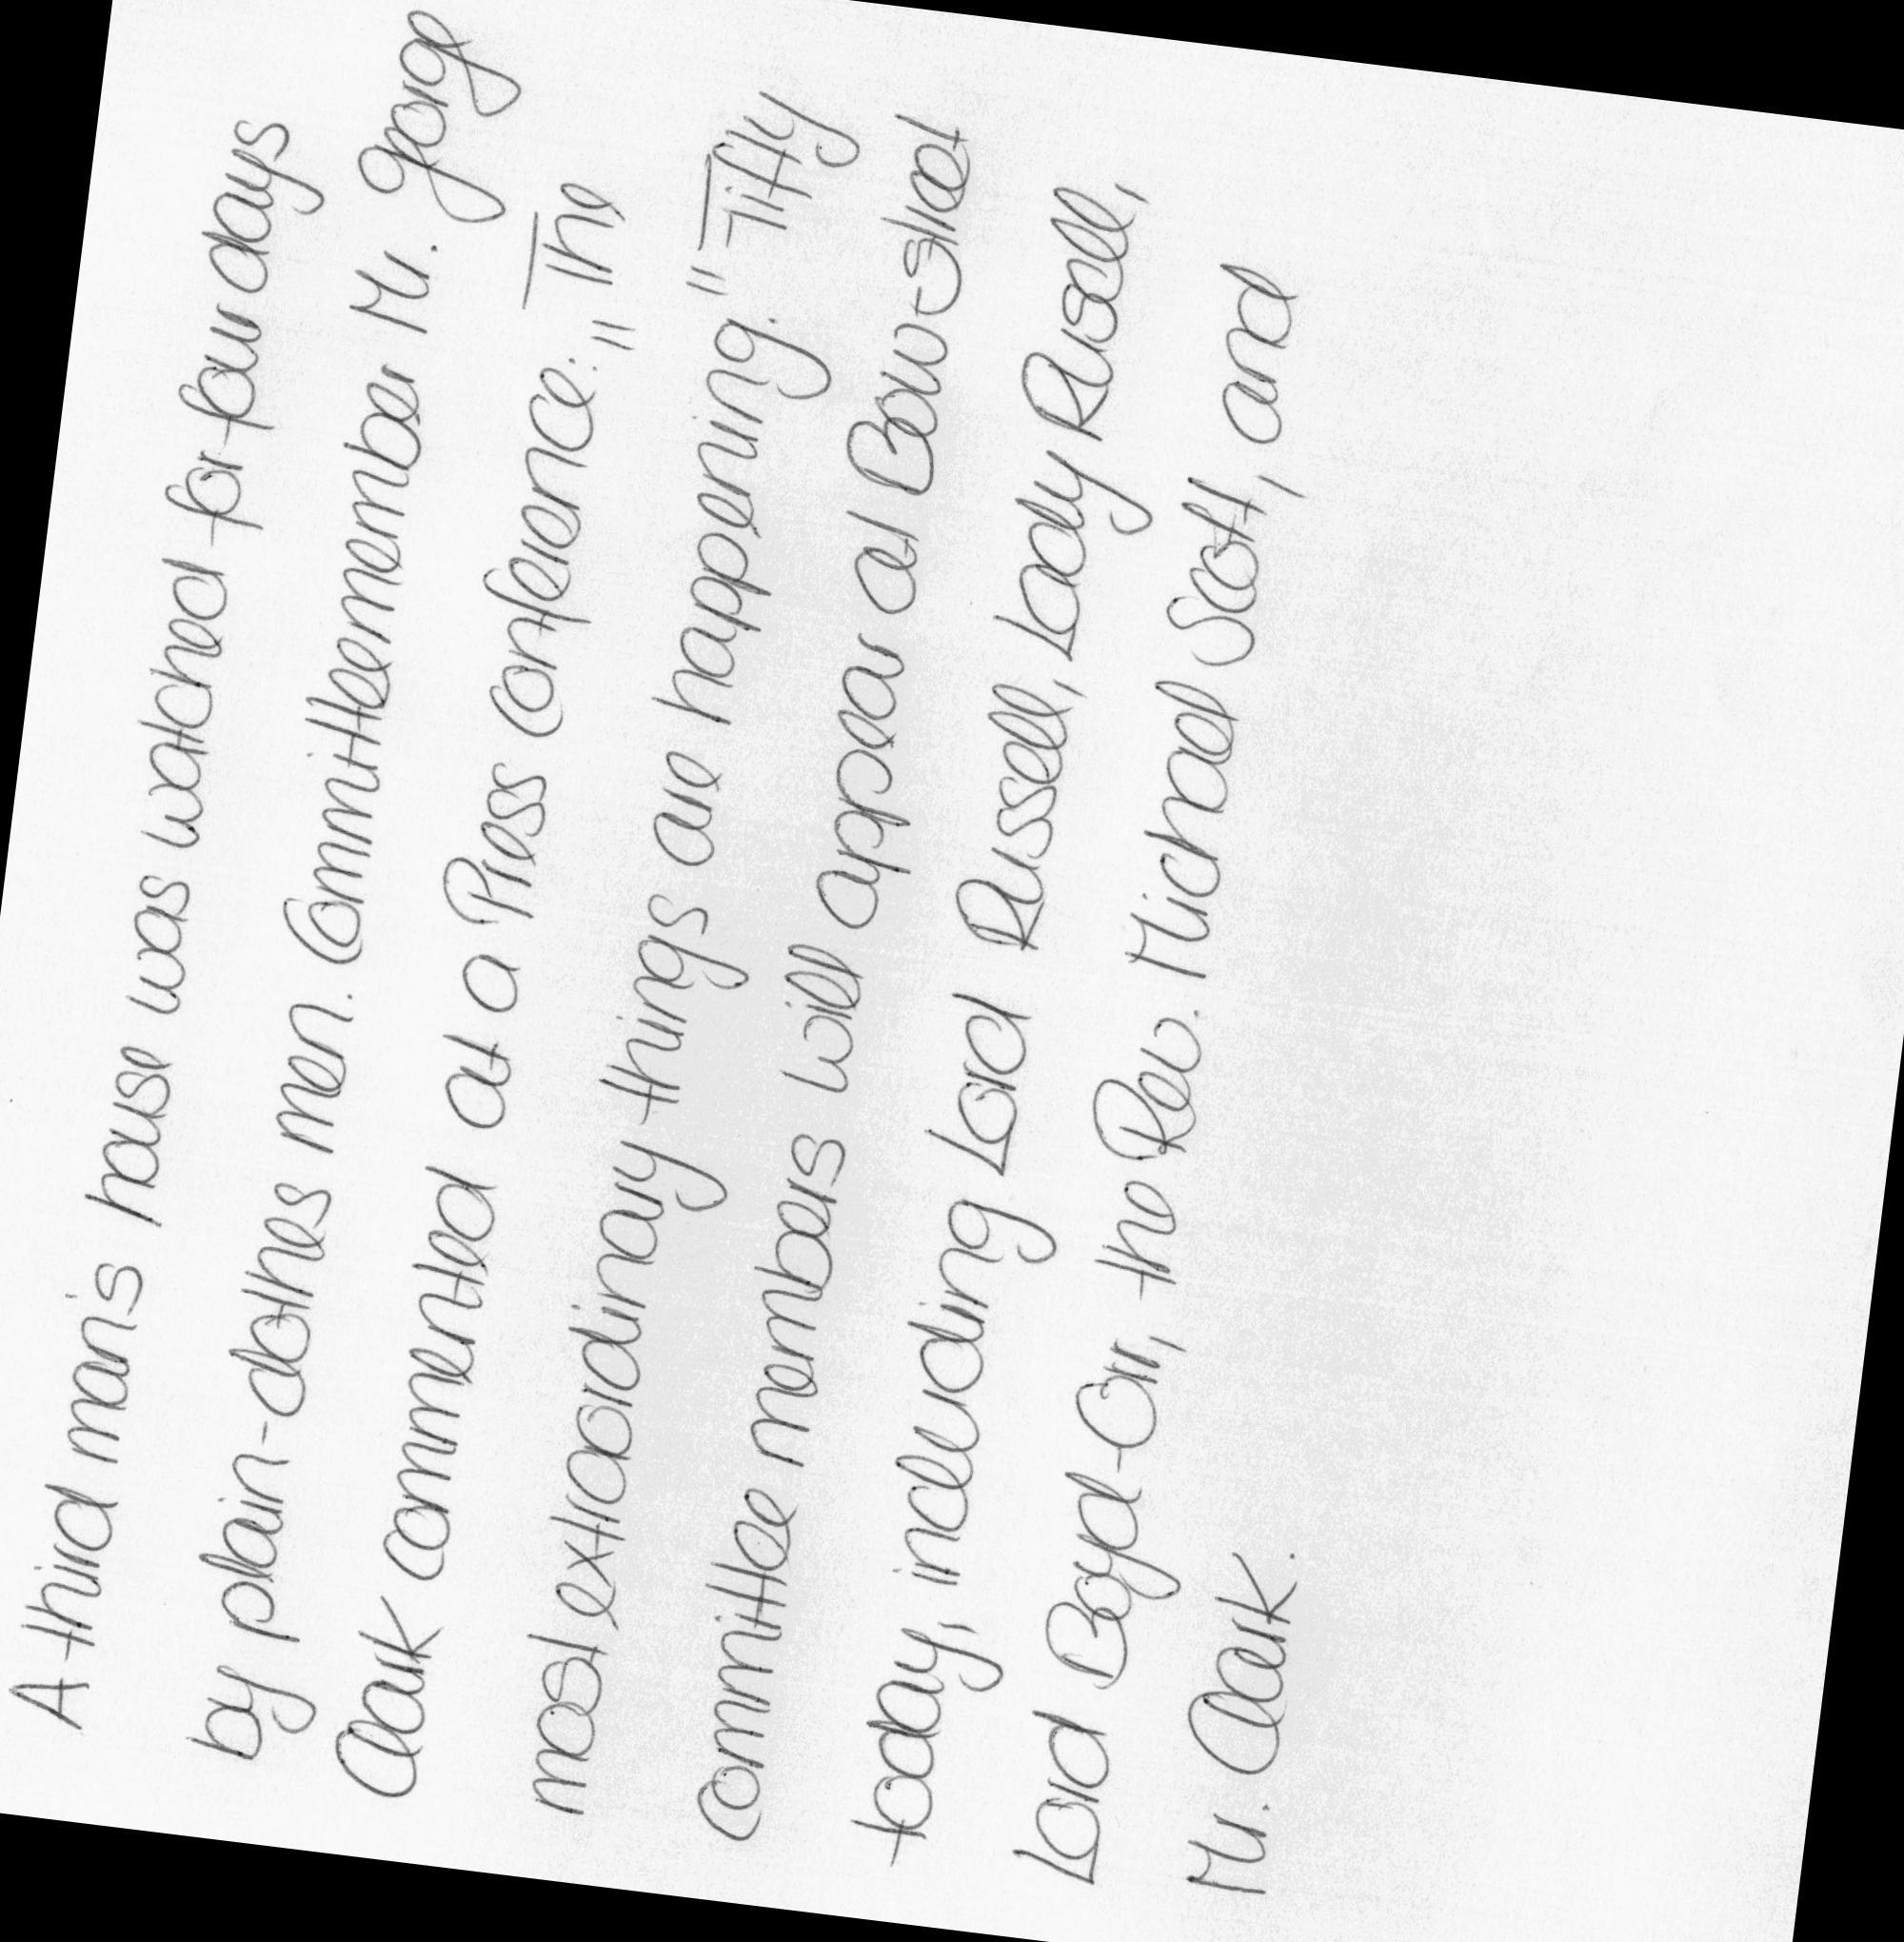 A third man's house was watched for four days
by plain-clothes men. Committeemember Mr. George
Clark commented at a Press Conference: "The
most extraordinary things are happening." Fifty
committee members will appear at Bow-street
today, including Lord Russell, Lady Russell,
Lord Boyd-Orr, the Rev. Michael Scott, and
Mr. Clark.